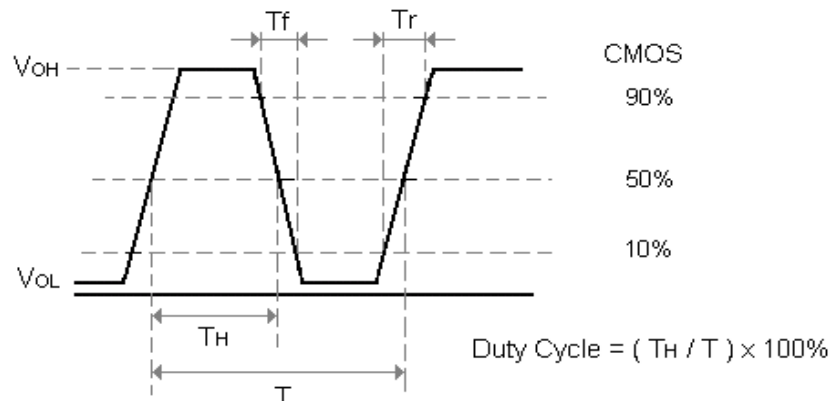 Tf Tr
VOH CMOS
90%
50%
10%
VOL
TH
Duty Cycle = ( TH / T ) x 100%
T